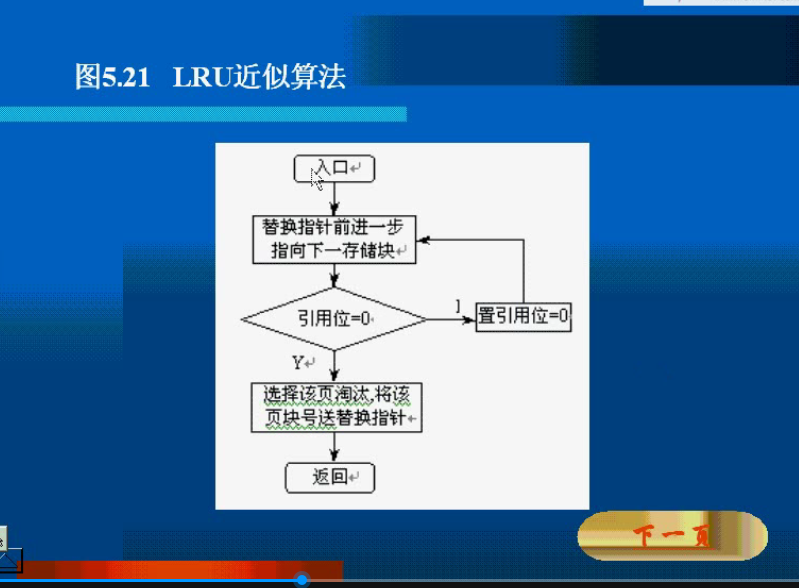 图5.21 LRU近似算法
入口
替换指针前进一步
指向下一存储块
引用位=0
]
置引用位=0
Y
选择该页淘汰,将该
页块号送替换指针
返回
下一页